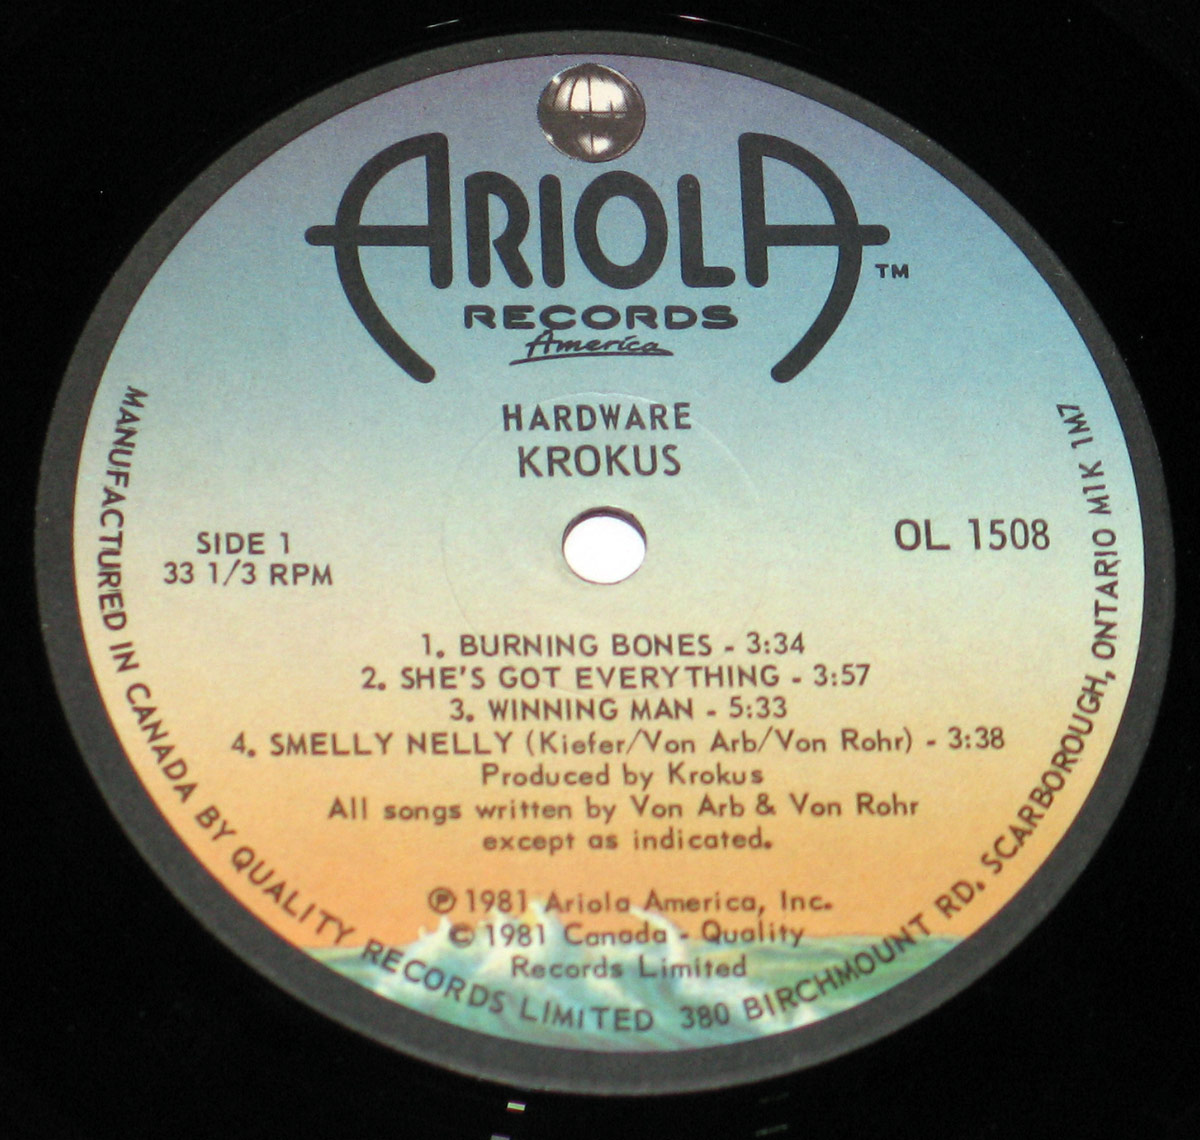 ARIOLA™
RECORDS
America
HARDWARE
KROKUS
SIDE 1
33 1/3 RPM
OL 1508
1. BURNING BONES - 3:34
2. SHE'S GOT EVERYTHING - 3:57
3. WINNING MAN - 5:33
4. SMELLY NELLY (Kiefer/Von Arb/Von Rohr) - 3:38
Produced by Krokus
All songs written by Von Arb & Von Rohr
except as indicated.
℗ 1981 Ariola America, Inc.
© 1981 Canada - Quality
Records Limited
MANUFACTURED IN CANADA BY QUALITY RECORDS LIMITED 380 BIRCHMOUNT RD. SCARBOROUGH, ONTARIO M1K 1M7